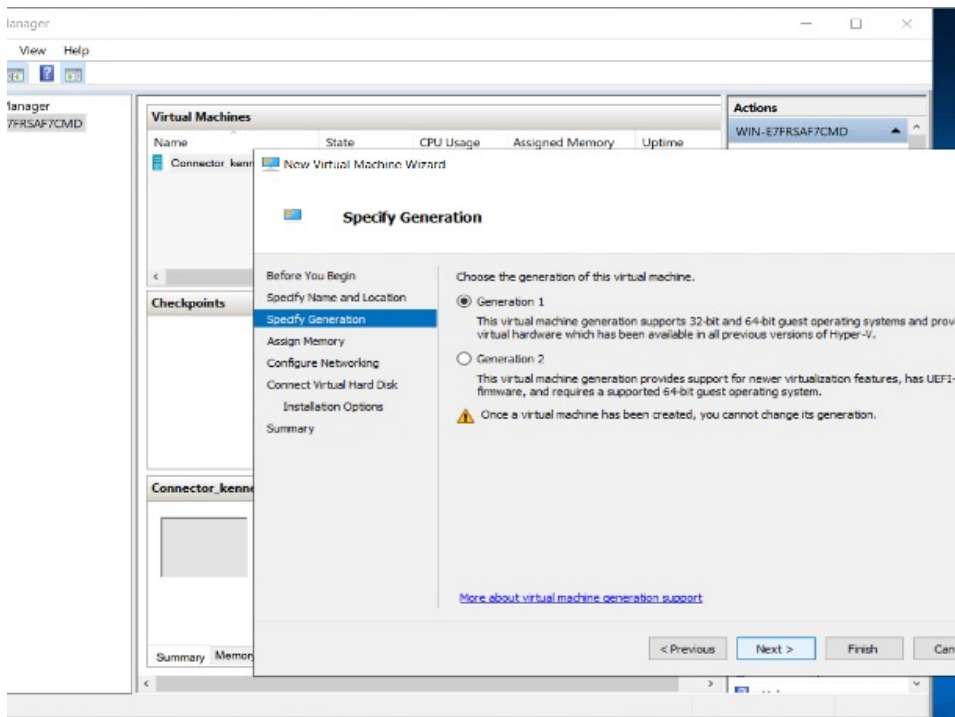 Manager
View Help
Manager
7FRSAF7CMD
Virtual Machines
Name State CPU Usage Assigned Memory Uptime
Connector_kenn
Actions
WIN-E7FRSAF7CMD
New Virtual Machine Wizard
Specify Generation
Before You Begin
Specify Name and Location
Specify Generation
Assign Memory
Configure Networking
Connect Virtual Hard Disk
Installation Options
Summary
Choose the generation of this virtual machine.
Generation 1
This virtual machine generation supports 32-bit and 64-bit guest operating systems and prov
virtual hardware which has been available in all previous versions of Hyper-V.
Generation 2
This virtual machine generation provides support for newer virtualization features, has UEFI-
firmware, and requires a supported 64-bit guest operating system.
Once a virtual machine has been created, you cannot change its generation.
More about virtual machine generation support
< Previous Next > Finish Can
Checkpoints
Connector_kenne
Summary Memory